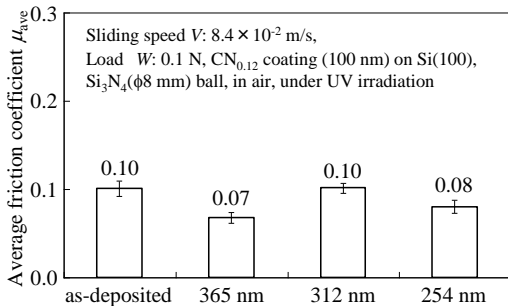 Average friction coefficient μave
0.3
0.2
0.1
0.0
Sliding speed V: 8.4 × 10-2 m/s,
Load W: 0.1 N, CN0.12 coating (100 nm) on Si(100),
Si3N4(ϕ8 mm) ball, in air, under UV irradiation
0.10
0.07
0.10
0.08
as-deposited 365 nm 312 nm 254 nm